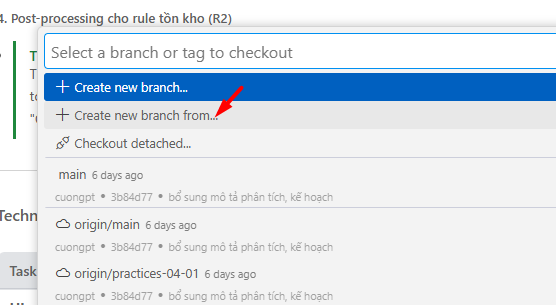 4. Post-processing cho rule tồn kho (R2)
Select a branch or tag to checkout
Create new branch...
Create new branch from...
Checkout detached...
main 6 days ago
cuongpt • 3b84d77 • bổ sung mô tả phân tích, kế hoạch
origin/main 6 days ago
cuongpt • 3b84d77 • bổ sung mô tả phân tích, kế hoạch
origin/practices-04-01 6 days ago
cuongpt • 3b84d77 • bổ sung mô tả phân tích, kế hoạch
Techn
Task